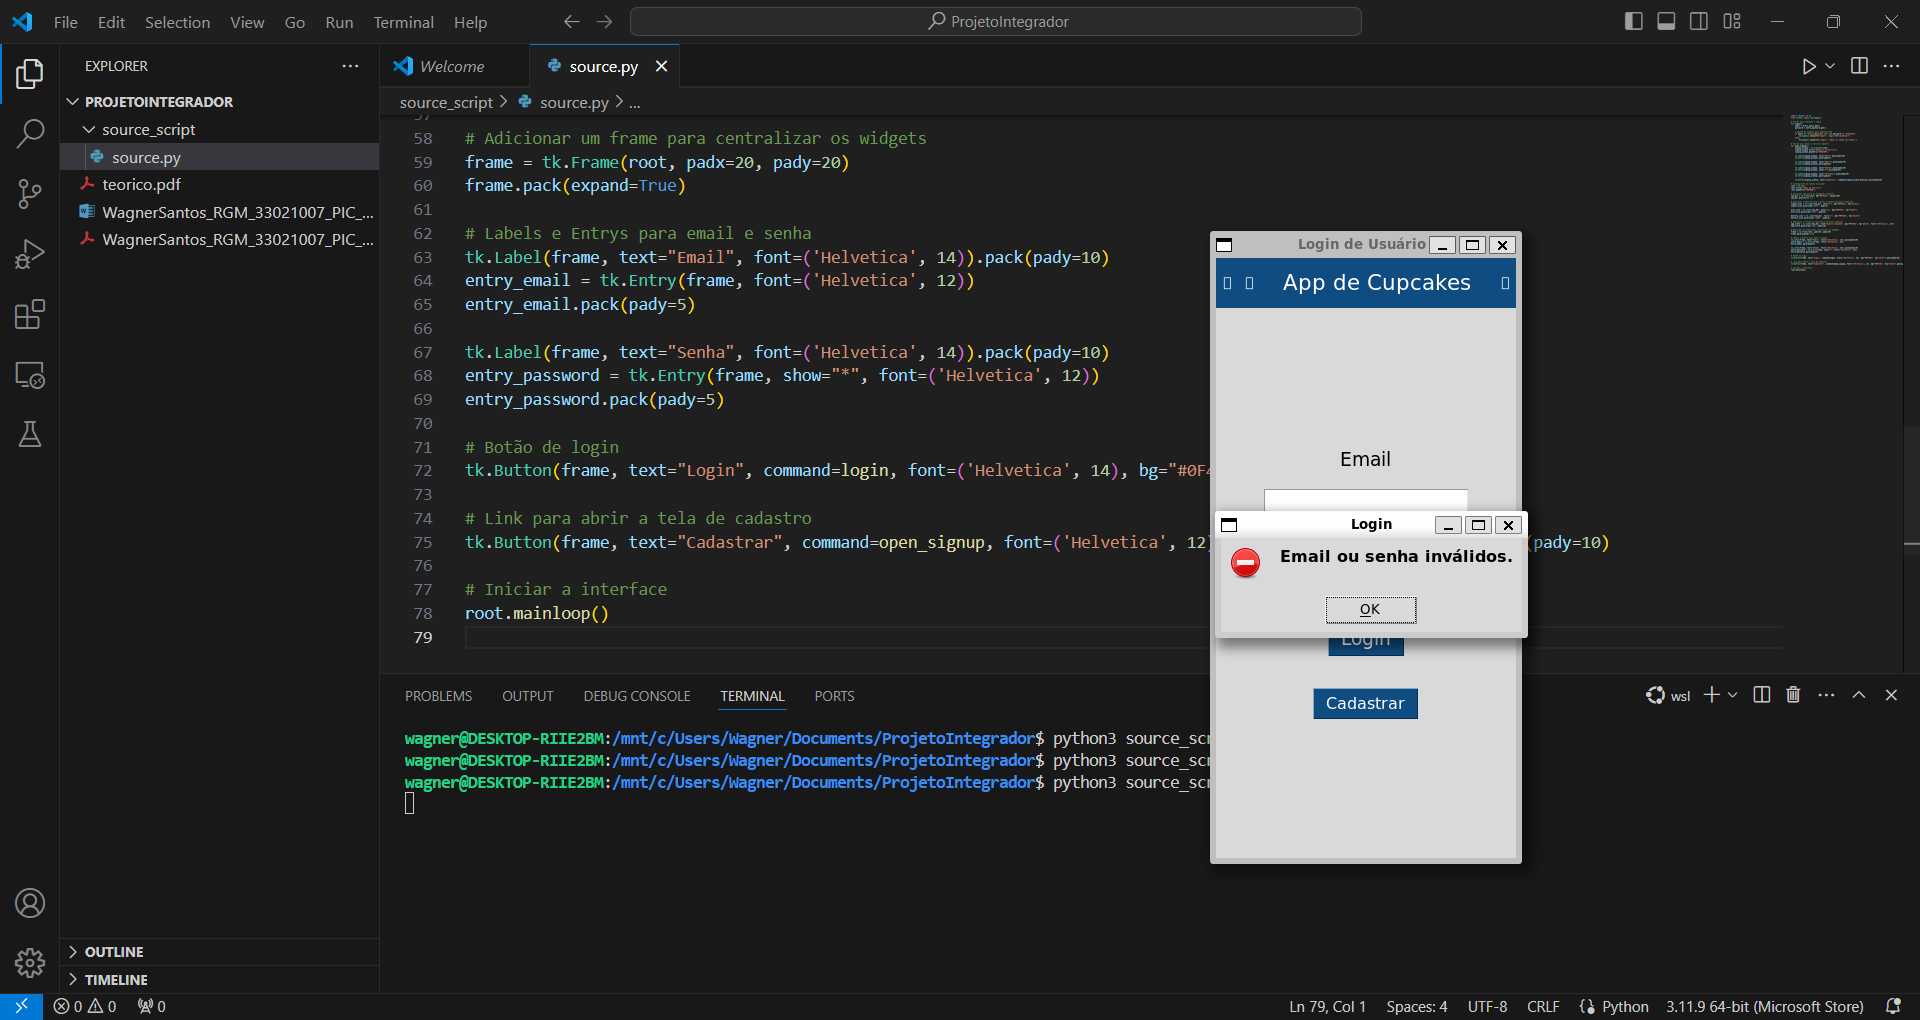 File Edit Selection View Go Run Terminal Help
ProjetoIntegrador
EXPLORER
PROJETOINTEGRADOR
source_script
source.py
teorico.pdf
WagnerSantos_RGM_33021007_PIC_...
WagnerSantos_RGM_33021007_PIC_...
OUTLINE
TIMELINE
Welcome
source.py
source_script > source.py > ...
57
58 # Adicionar um frame para centralizar os widgets
59 frame = tk.Frame(root, padx=20, pady=20)
60 frame.pack(expand=True)
61
62 # Labels e Entrys para email e senha
63 tk.Label(frame, text="Email", font=('Helvetica', 14)).pack(pady=10)
64 entry_email = tk.Entry(frame, font=('Helvetica', 12))
65 entry_email.pack(pady=5)
66
67 tk.Label(frame, text="Senha", font=('Helvetica', 14)).pack(pady=10)
68 entry_password = tk.Entry(frame, show="*", font=('Helvetica', 12))
69 entry_password.pack(pady=5)
70
71 # Botão de login
72 tk.Button(frame, text="Login", command=login, font=('Helvetica', 14), bg="#0F4
73
74 # Link para abrir a tela de cadastro
75 tk.Button(frame, text="Cadastrar", command=open_signup, font=('Helvetica', 12) (pady=10)
76
77 # Iniciar a interface
78 root.mainloop()
79
Login de Usuário
App de Cupcakes
Email
Login
Email ou senha inválidos.
OK
Login
Cadastrar
PROBLEMS OUTPUT DEBUG CONSOLE TERMINAL PORTS
wsl
wagner@DESKTOP-RIIE2BM:/mnt/c/Users/Wagner/Documents/ProjetoIntegrador$ python3 source_scr
wagner@DESKTOP-RIIE2BM:/mnt/c/Users/Wagner/Documents/ProjetoIntegrador$ python3 source_scr
wagner@DESKTOP-RIIE2BM:/mnt/c/Users/Wagner/Documents/ProjetoIntegrador$ python3 source_scr
0 0 0
Ln 79, Col 1 Spaces: 4 UTF-8 CRLF Python 3.11.9 64-bit (Microsoft Store)